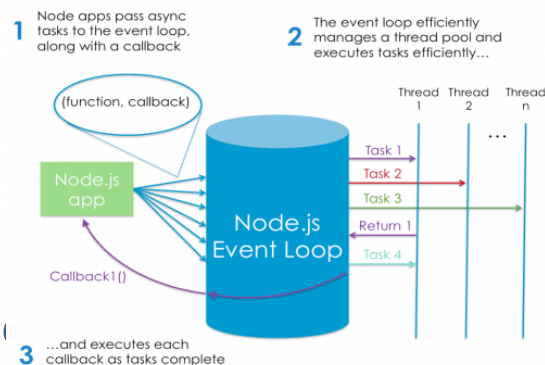 1
Node apps pass async
tasks to the event loop,
along with a callback
2
The event loop efficiently
manages a thread pool and
executes tasks efficiently…
(function, callback)
Thread
1
Thread
2
Thread
n
...
Node.js
app
Node.js
Event Loop
Task 1
Task 2
Task 3
Return 1
Task 4
Callback1()
3
...and executes each
callback as tasks complete